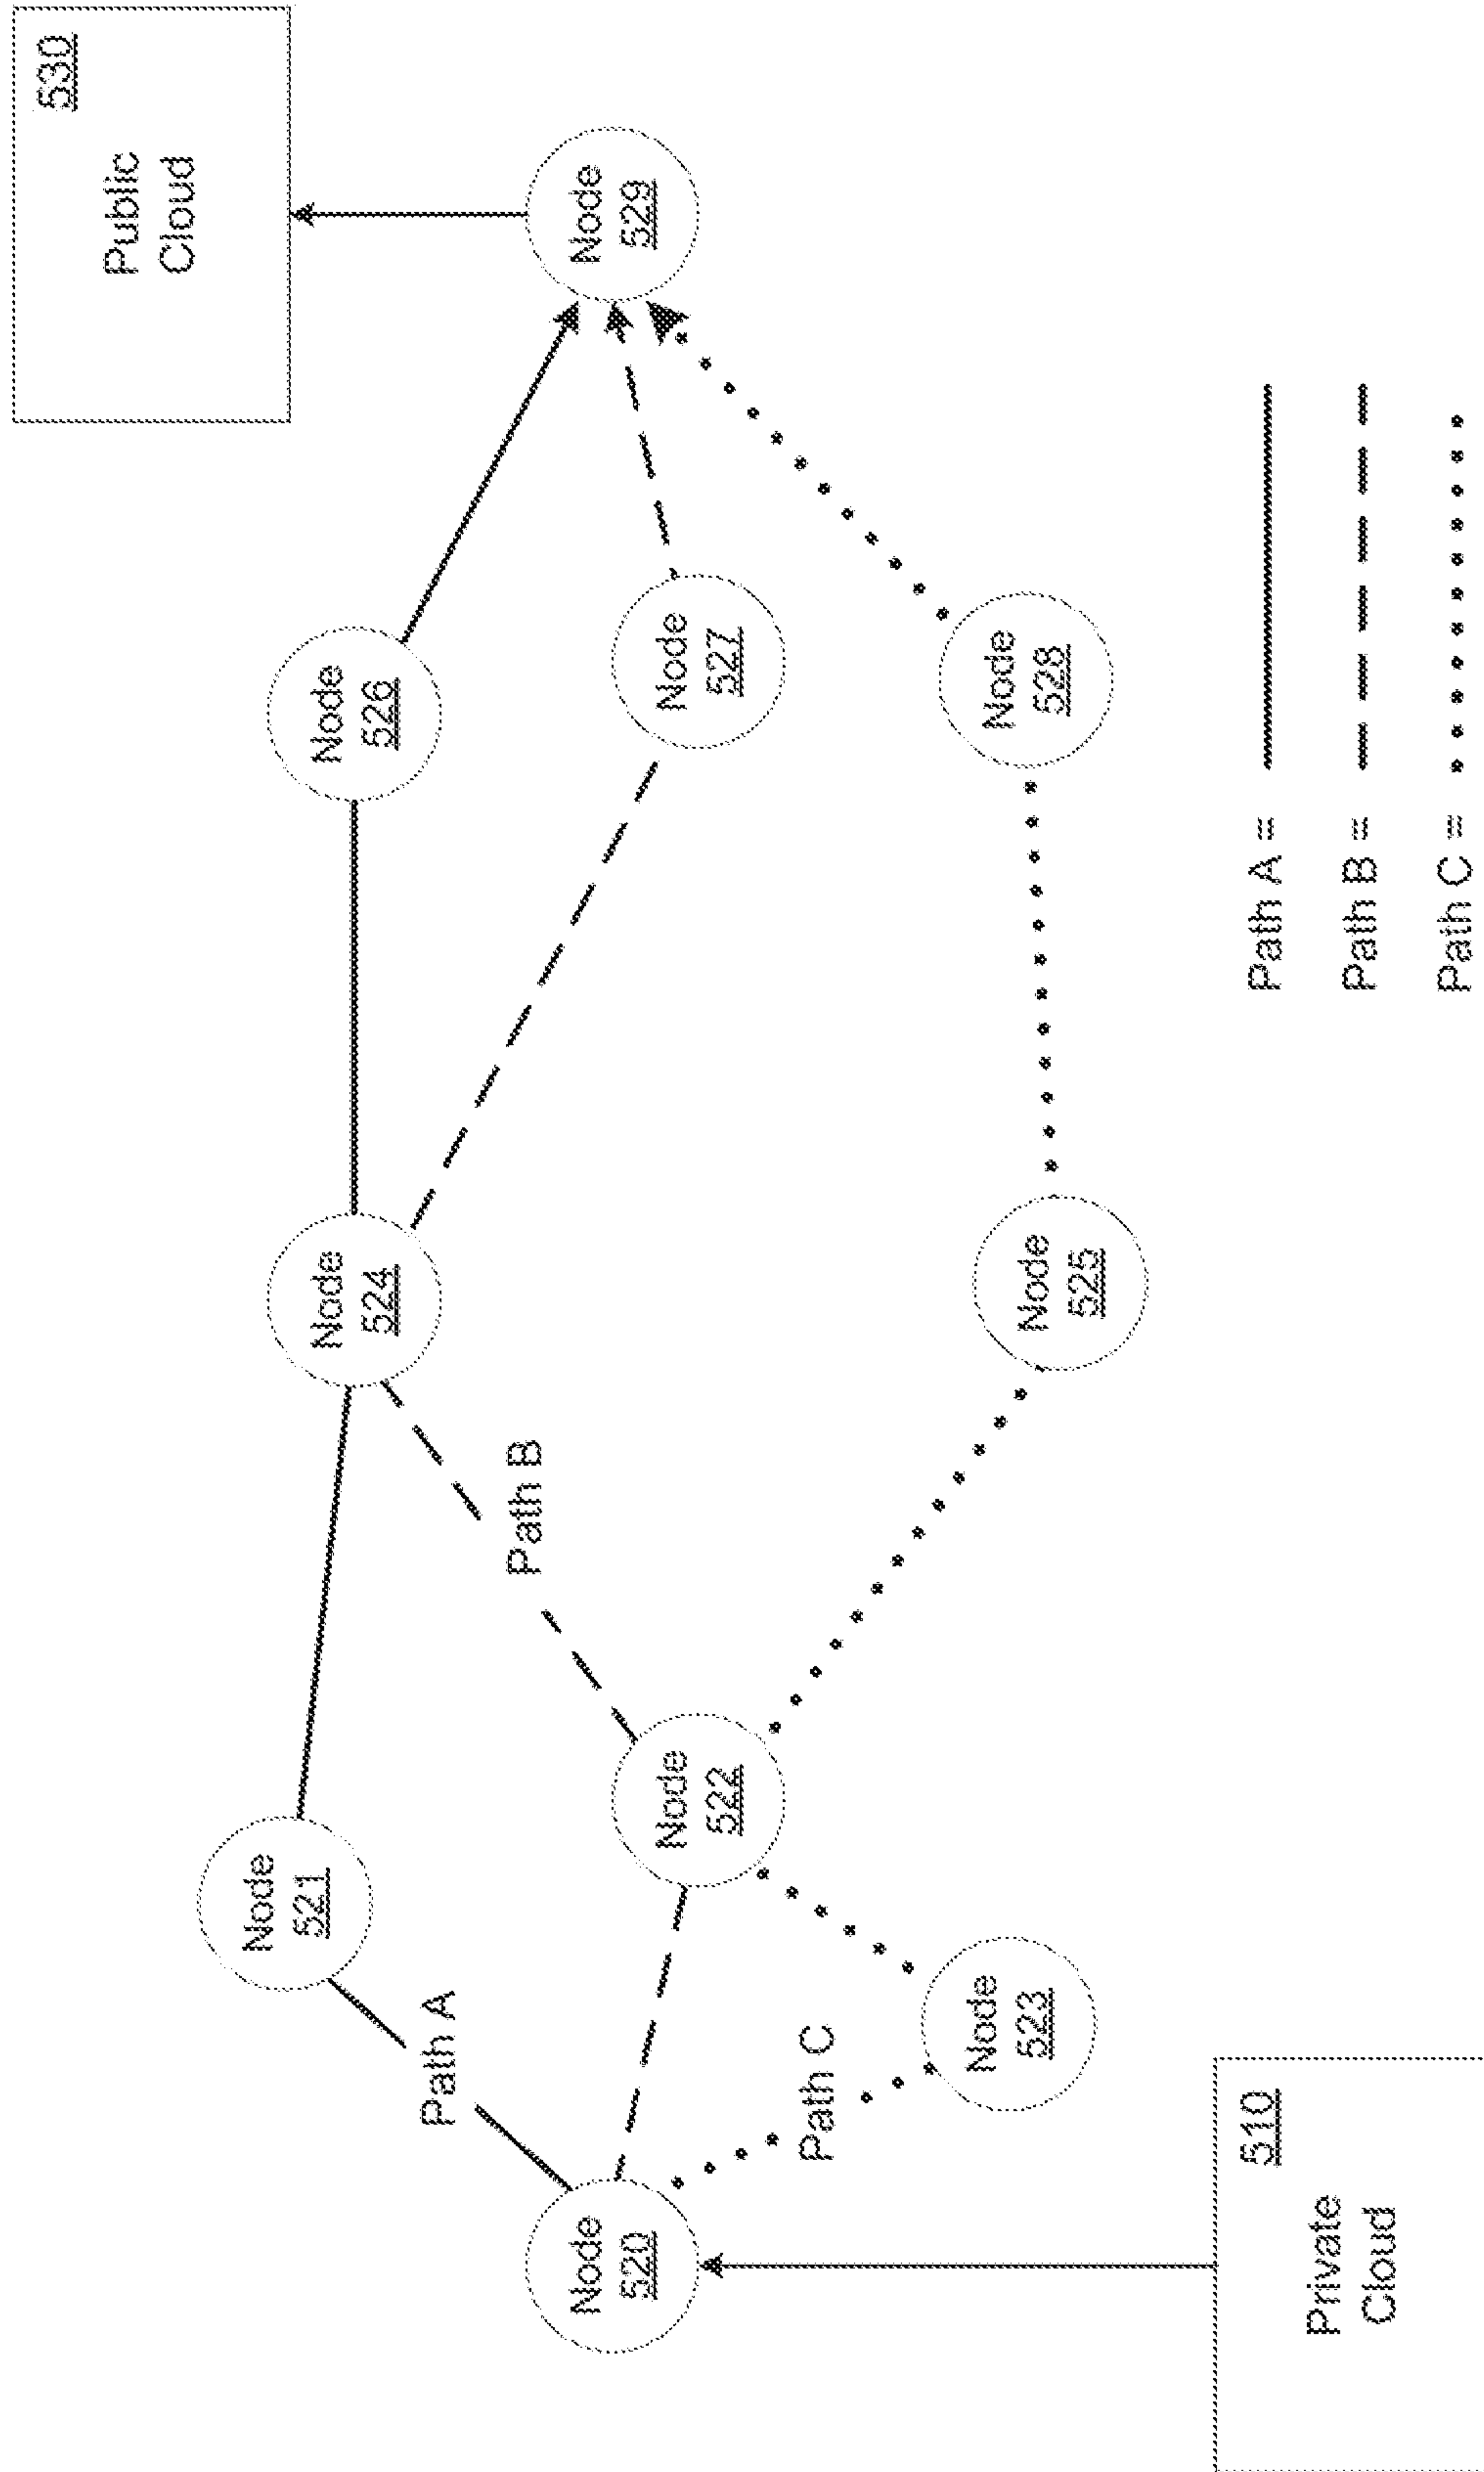 530
Public
Cloud
Node
521
Node
524
Node
526
Path A
Path B
Node
520
Node
522
Node
527
Node
529
Path C
Node
523
Node
525
Node
528
510
Private
Cloud
Path A =
Path B =
Path C =